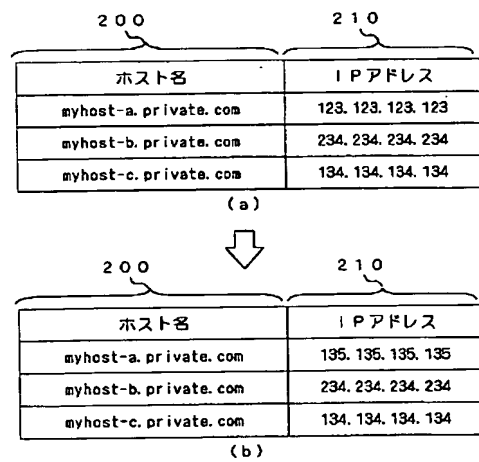 ２００ ２１０
ホスト名 ＩＰアドレス
myhost-a.private.com 123.123.123.123
myhost-b.private.com 234.234.234.234
myhost-c.private.com 134.134.134.134
(a)
２００ ２１０
ホスト名 ＩＰアドレス
myhost-a.private.com 135.135.135.135
myhost-b.private.com 234.234.234.234
myhost-c.private.com 134.134.134.134
(b)